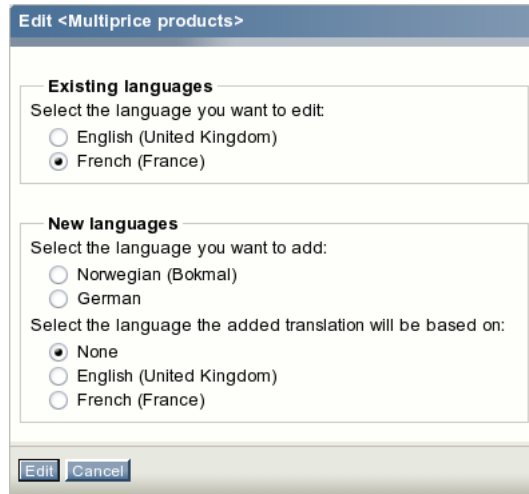 Edit <Multiprice products>
Existing languages
Select the language you want to edit:
English (United Kingdom)
French (France)
New languages
Select the language you want to add:
Norwegian (Bokmal)
German
Select the language the added translation will be based on:
None
English (United Kingdom)
French (France)
Edit Cancel